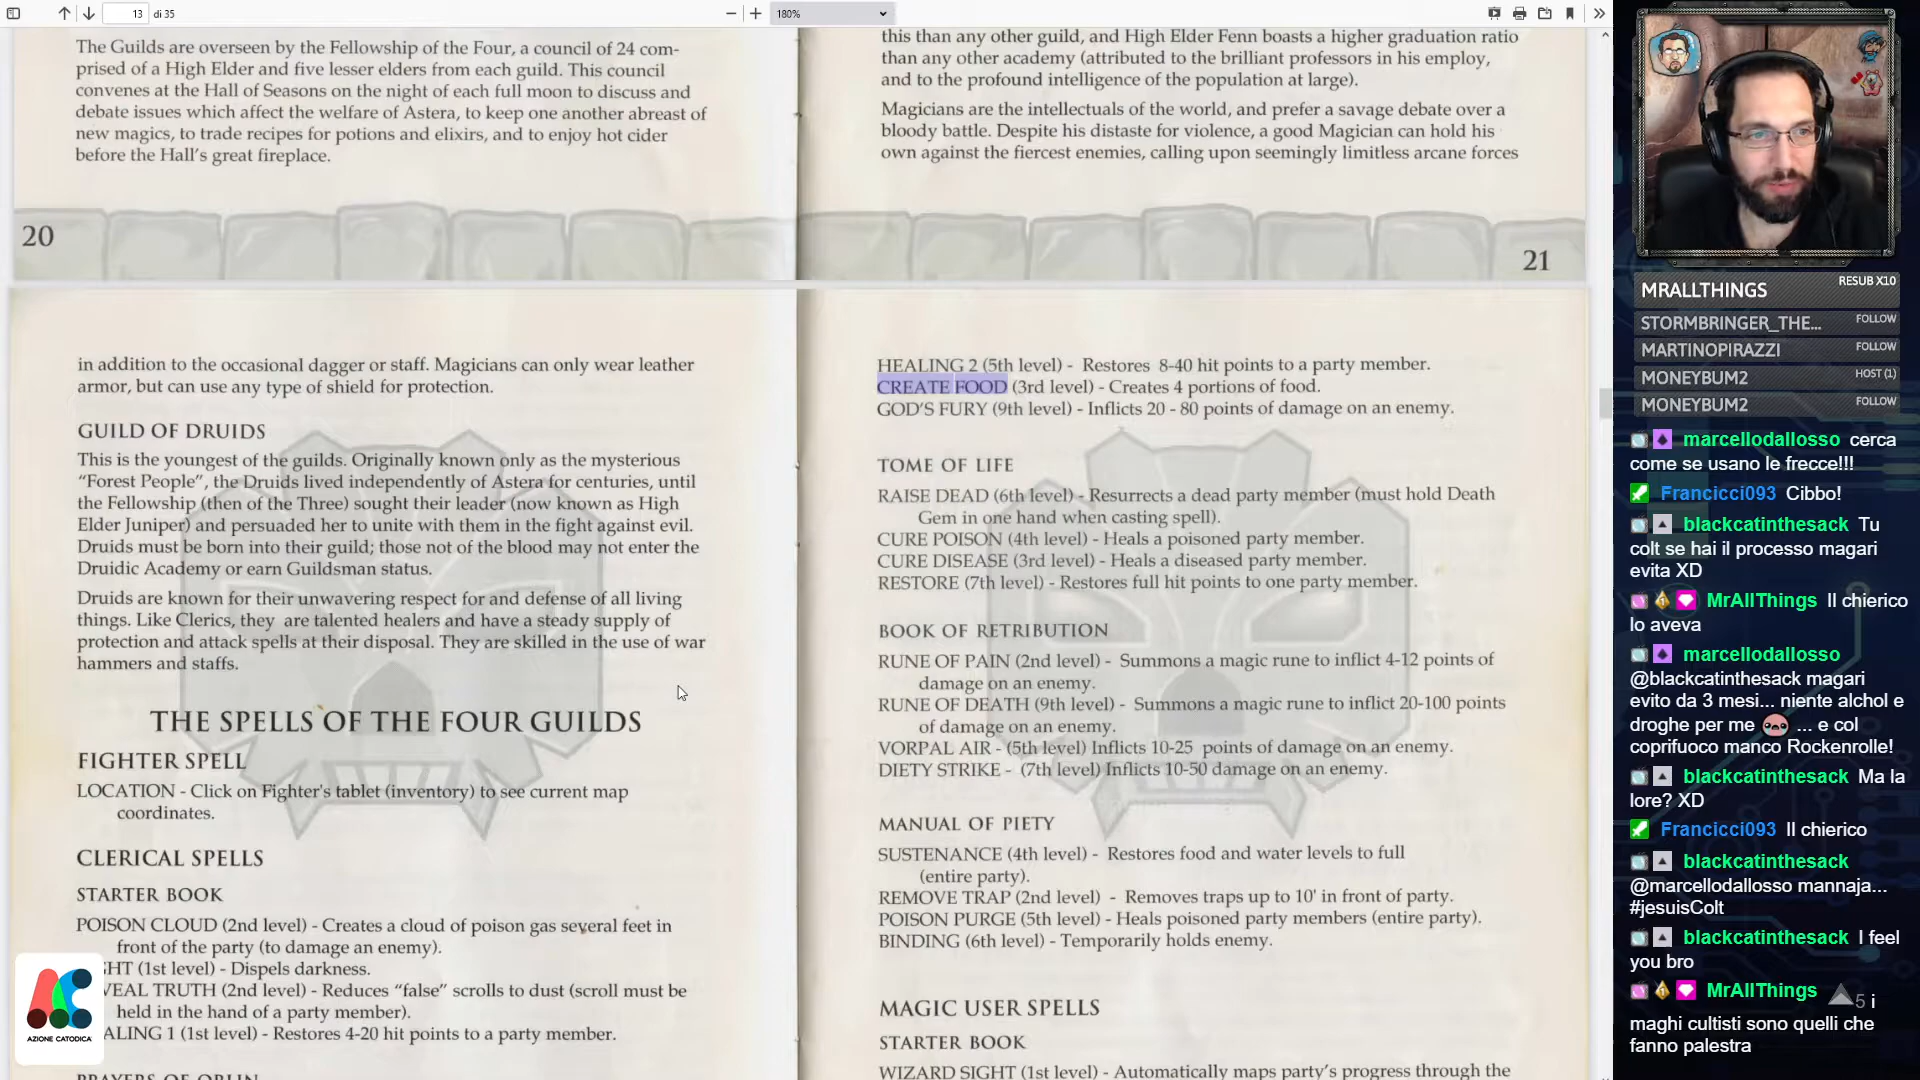 13 di 35
180%
The Guilds are overseen by the Fellowship of the Four, a council of 24 com-
prised of a High Elder and five lesser elders from each guild. This council
convenes at the Hall of Seasons on the night of each full moon to discuss and
debate issues which affect the welfare of Astera, to keep one another abreast of
new magics, to trade recipes for potions and elixirs, and to enjoy hot cider
before the Hall's great fireplace.
20
this than any other guild, and High Elder Fenn boasts a higher graduation ratio
than any other academy (attributed to the brilliant professors in his employ,
and to the profound intelligence of the population at large).
Magicians are the intellectuals of the world, and prefer a savage debate over a
bloody battle. Despite his distaste for violence, a good Magician can hold his
own against the fiercest enemies, calling upon seemingly limitless arcane forces
21
in addition to the occasional dagger or staff. Magicians can only wear leather
armor, but can use any type of shield for protection.
GUILD OF DRUIDS
This is the youngest of the guilds. Originally known only as the mysterious
“Forest People”, the Druids lived independently of Astera for centuries, until
the Fellowship (then of the Three) sought their leader (now known as High
Elder Juniper) and persuaded her to unite with them in the fight against evil.
Druids must be born into their guild; those not of the blood may not enter the
Druidic Academy or earn Guildsman status.
Druids are known for their unwavering respect for and defense of all living
things. Like Clerics, they are talented healers and have a steady supply of
protection and attack spells at their disposal. They are skilled in the use of war
hammers and staffs.
THE SPELLS OF THE FOUR GUILDS
FIGHTER SPELL
LOCATION - Click on Fighter's tablet (inventory) to see current map
coordinates.
CLERICAL SPELLS
STARTER BOOK
POISON CLOUD (2nd level) - Creates a cloud of poison gas several feet in
front of the party (to damage an enemy).
GHT (1st level) - Dispels darkness.
VEAL TRUTH (2nd level) - Reduces “false” scrolls to dust (scroll must be
held in the hand of a party member).
ALING 1 (1st level) - Restores 4-20 hit points to a party member.
PRAYERS OF ORLIN
HEALING 2 (5th level) - Restores 8-40 hit points to a party member.
CREATE FOOD (3rd level) - Creates 4 portions of food.
GOD'S FURY (9th level) - Inflicts 20 - 80 points of damage on an enemy.
TOME OF LIFE
RAISE DEAD (6th level) - Resurrects a dead party member (must hold Death
Gem in one hand when casting spell).
CURE POISON (4th level) - Heals a poisoned party member.
CURE DISEASE (3rd level) - Heals a diseased party member.
RESTORE (7th level) - Restores full hit points to one party member.
BOOK OF RETRIBUTION
RUNE OF PAIN (2nd level) - Summons a magic rune to inflict 4-12 points of
damage on an enemy.
RUNE OF DEATH (9th level) - Summons a magic rune to inflict 20-100 points
of damage on an enemy.
VORPAL AIR - (5th level) Inflicts 10-25 points of damage on an enemy.
DIETY STRIKE - (7th level) Inflicts 10-50 damage on an enemy.
MANUAL OF PIETY
SUSTENANCE (4th level) - Restores food and water levels to full
(entire party).
REMOVE TRAP (2nd level) - Removes traps up to 10' in front of party.
POISON PURGE (5th level) - Heals poisoned party members (entire party).
BINDING (6th level) - Temporarily holds enemy.
MAGIC USER SPELLS
STARTER BOOK
WIZARD SIGHT (1st level) - Automatically maps party's progress through the
AZIONE CATODICA
MRALLTHINGS RESUB X10
STORMBRINGER_THE... FOLLOW
MARTINOPIRAZZI FOLLOW
MONEYBUM2 HOST (1)
MONEYBUM2 FOLLOW
marcellodallosso cerca
come se usano le frecce!!!
Francicci093 Cibbo!
blackcatinthesack Tu
colt se hai il processo magari
evita XD
MrAllThings Il chierico
lo aveva
marcellodallosso
@blackcatinthesack magari
evito da 3 mesi... niente alchol e
droghe per me ... e col
coprifuoco manco Rockenrolle!
blackcatinthesack Ma la
lore? XD
Francicci093 Il chierico
blackcatinthesack
@marcellodallosso mannaja...
#jesuisColt
blackcatinthesack I feel
you bro
MrAllThings 5 i
maghi cultisti sono quelli che
fanno palestra